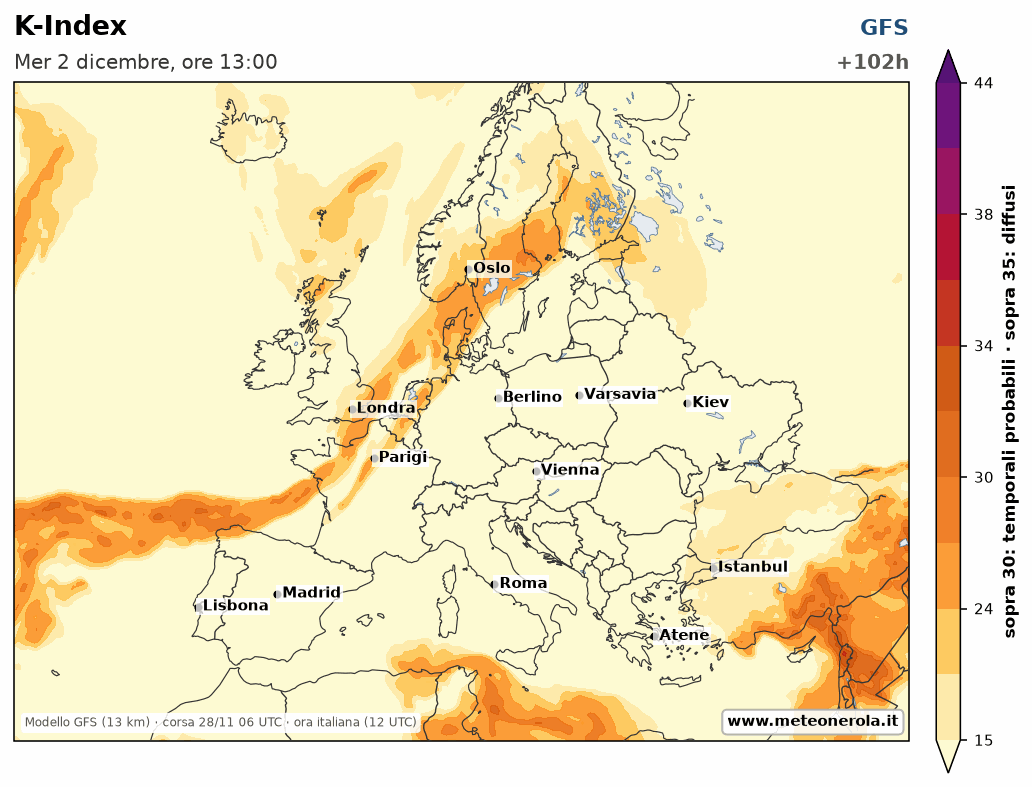 K-Index
GFS
Mer 2 dicembre, ore 13:00
+102h
44
38
34
30
24
15
sopra 30: temporali probabili · sopra 35: diffusi
Oslo
Londra
Berlino
Varsavia
Kiev
Parigi
Vienna
Istanbul
Roma
Madrid
Lisbona
Atene
Modello GFS (13 km) · corsa 28/11 06 UTC · ora italiana (12 UTC)
www.meteonerola.it